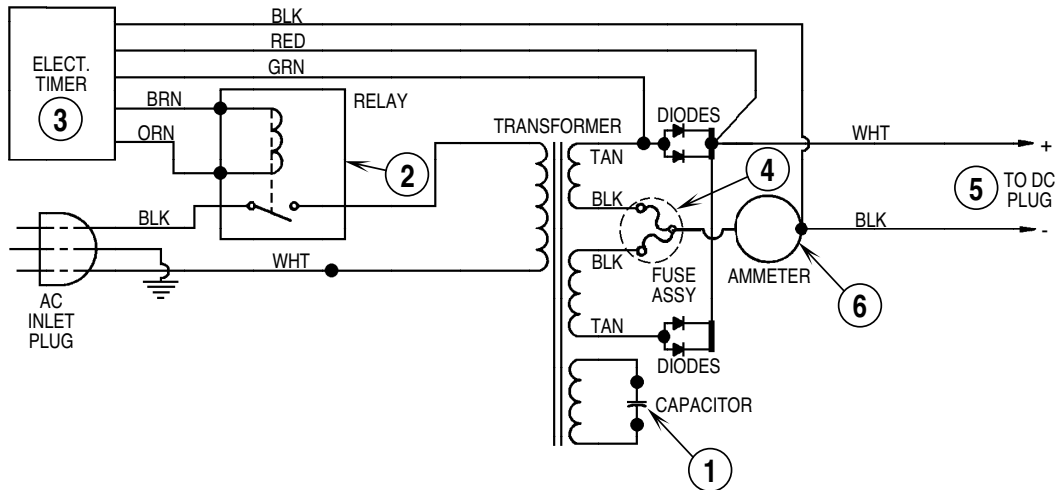 BLK
RED
GRN
ELECT.
TIMER
3
BRN
ORN
RELAY
2
TRANSFORMER
DIODES
TAN
BLK
4
WHT
+
5
TO DC
PLUG
BLK
-
BLK
WHT
AC
INLET
PLUG
BLK
FUSE
ASSY
AMMETER
6
TAN
DIODES
CAPACITOR
1